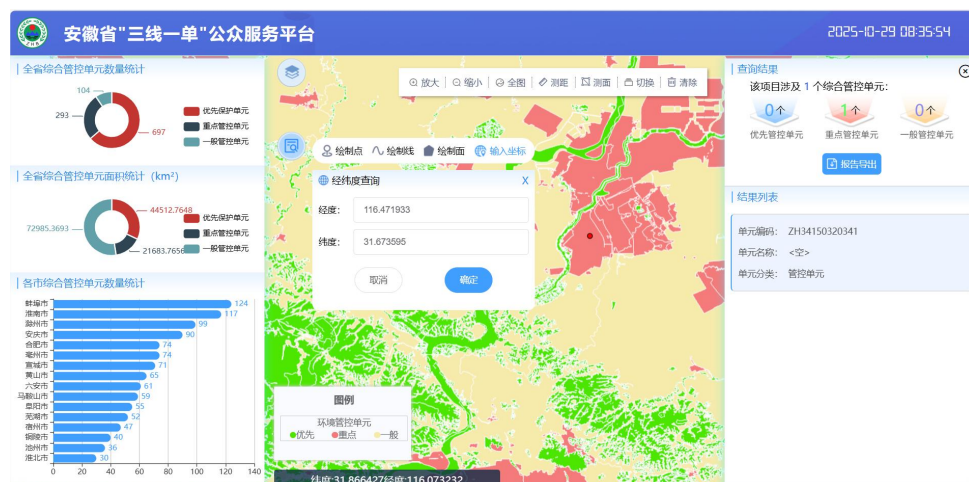 安徽省"三线一单"公众服务平台
2025-10-29 08:35:54
全省综合管控单元数量统计
104
293
697
优先保护单元
重点管控单元
一般管控单元
全省综合管控单元面积统计（km²）
44512.7648
72985.3693
21683.7656
优先保护单元
重点管控单元
一般管控单元
各市综合管控单元数量统计
蚌埠市 124
淮南市 117
滁州市 99
安庆市 90
合肥市 74
亳州市 74
宣城市 71
黄山市 65
六安市 61
马鞍山市 59
阜阳市 55
芜湖市 52
宿州市 47
铜陵市 40
池州市 36
淮北市 30
0 20 40 60 80 100 120 140
放大 缩小 全图 测距 测面 切换 清除
绘制点 绘制线 绘制面 输入坐标
经纬度查询 X
经度： 116.471933
纬度： 31.673595
取消 确定
图例
环境管控单元
优先 重点 一般
纬度:31.866427经度:116.073232
查询结果
该项目涉及 1 个综合管控单元：
0个 1个 0个
优先管控单元 重点管控单元 一般管控单元
报告导出
结果列表
单元编码： ZH34150320341
单元名称： <空>
单元分类： 管控单元